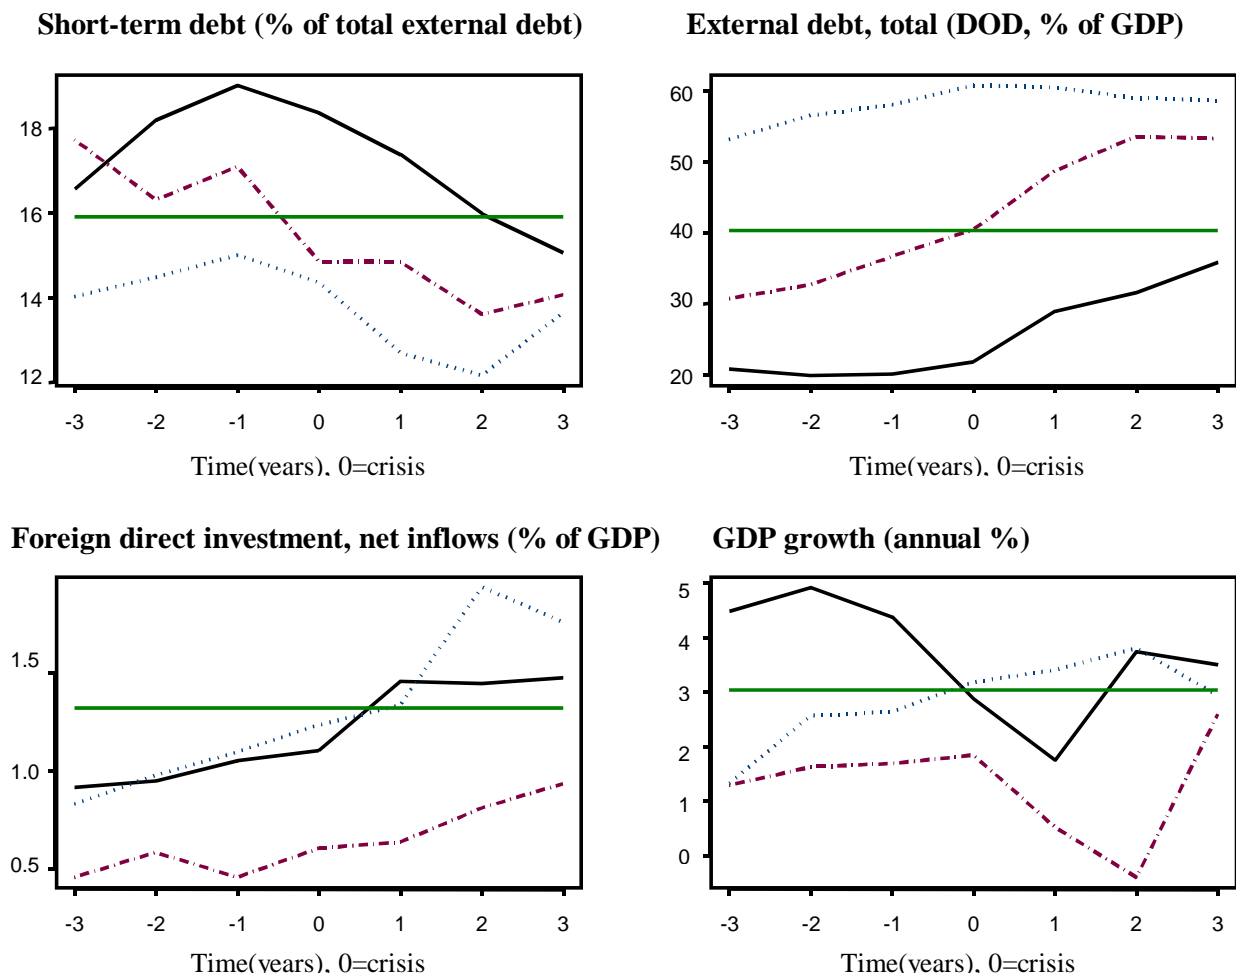 Short-term debt (% of total external debt)
External debt, total (DOD, % of GDP)
18
16
14
12
-3 -2 -1 0 1 2 3
Time(years), 0=crisis
60
50
40
30
20
-3 -2 -1 0 1 2 3
Time(years), 0=crisis
Foreign direct investment, net inflows (% of GDP)
GDP growth (annual %)
1.5
1.0
0.5
-3 -2 -1 0 1 2 3
Time(years), 0=crisis
5
4
3
2
1
0
-3 -2 -1 0 1 2 3
Time(years), 0=crisis